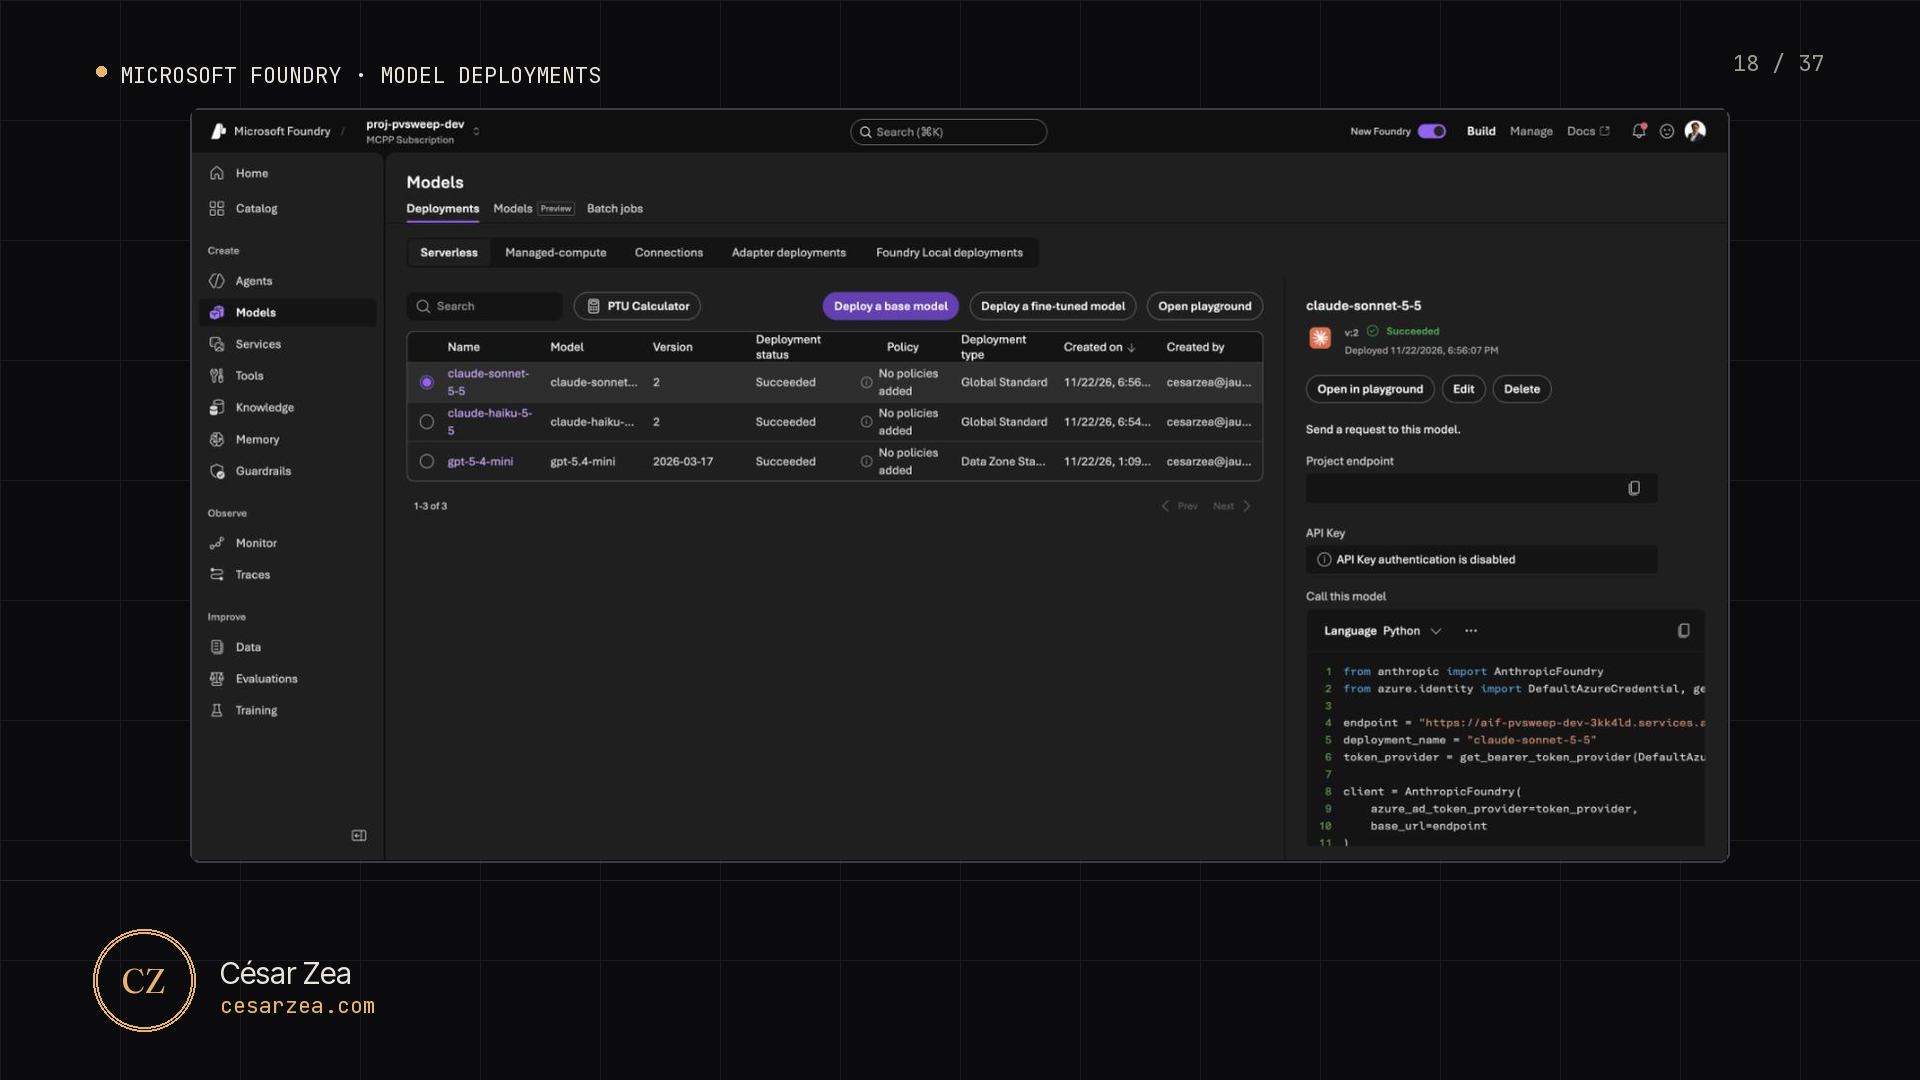 MICROSOFT FOUNDRY · MODEL DEPLOYMENTS
18 / 37
Microsoft Foundry /
proj-pvsweep-dev
MCPP Subscription
Search (⌘K)
New Foundry
Build
Manage
Docs
Home
Catalog
Create
Agents
Models
Services
Tools
Knowledge
Memory
Guardrails
Observe
Monitor
Traces
Improve
Data
Evaluations
Training
Models
Deployments
Models Preview
Batch jobs
Serverless
Managed-compute
Connections
Adapter deployments
Foundry Local deployments
Search
PTU Calculator
Deploy a base model
Deploy a fine-tuned model
Open playground
Name
Model
Version
Deployment
status
Policy
Deployment
type
Created on ↓
Created by
claude-sonnet-
5-5
claude-sonnet...
2
Succeeded
No policies
added
Global Standard
11/22/26, 6:56...
cesarzea@jau...
claude-haiku-5-
5
claude-haiku-...
2
Succeeded
No policies
added
Global Standard
11/22/26, 6:54...
cesarzea@jau...
gpt-5-4-mini
gpt-5.4-mini
2026-03-17
Succeeded
No policies
added
Data Zone Sta...
11/22/26, 1:09...
cesarzea@jau...
1-3 of 3
Prev
Next
claude-sonnet-5-5
v:2 Succeeded
Deployed 11/22/2026, 6:56:07 PM
Open in playground
Edit
Delete
Send a request to this model.
Project endpoint
API Key
API Key authentication is disabled
Call this model
Language Python ...
1 from anthropic import AnthropicFoundry
2 from azure.identity import DefaultAzureCredential, ge
3
4 endpoint = "https://aif-pvsweep-dev-3kk4ld.services.a
5 deployment_name = "claude-sonnet-5-5"
6 token_provider = get_bearer_token_provider(DefaultAzu
7
8 client = AnthropicFoundry(
9 azure_ad_token_provider=token_provider,
10 base_url=endpoint
11 )
CZ
César Zea
cesarzea.com